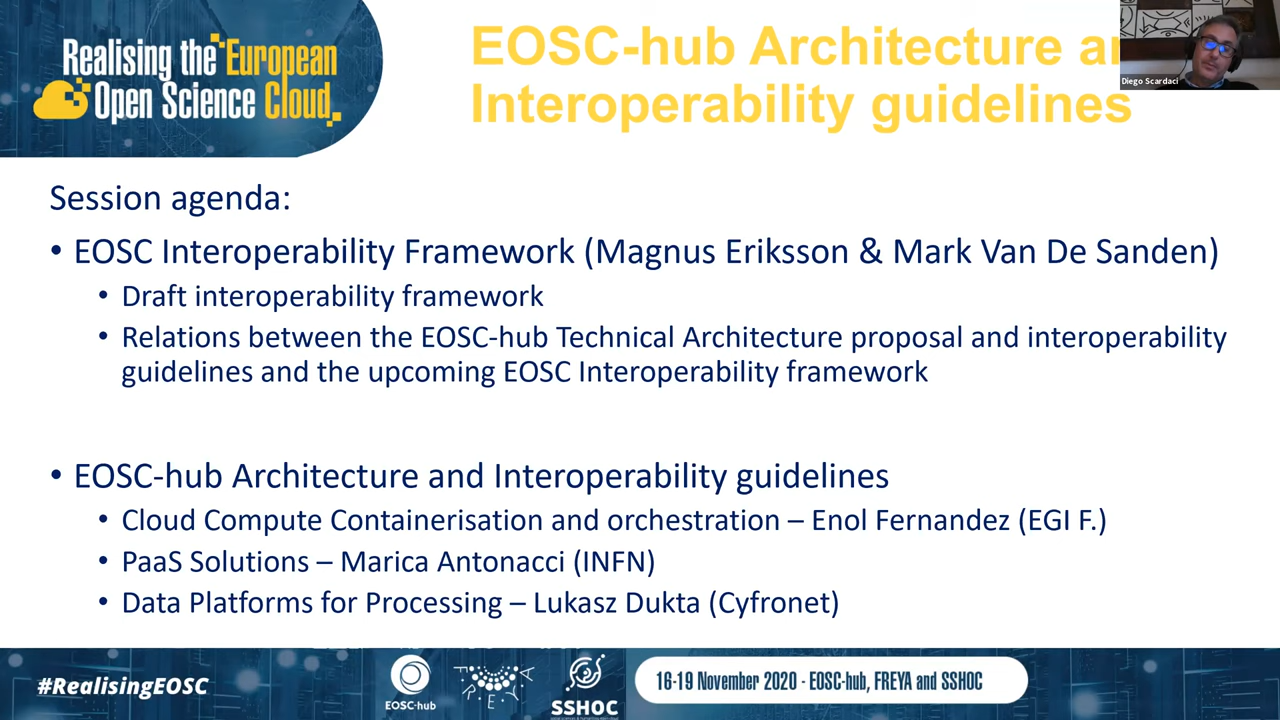 Realising the European
Open Science Cloud
EOSC-hub Architecture
Interoperability guidelines
Diego Scardaci
Session agenda:
• EOSC Interoperability Framework (Magnus Eriksson & Mark Van De Sanden)
• Draft interoperability framework
• Relations between the EOSC-hub Technical Architecture proposal and interoperability
guidelines and the upcoming EOSC Interoperability framework
• EOSC-hub Architecture and Interoperability guidelines
• Cloud Compute Containerisation and orchestration – Enol Fernandez (EGI F.)
• PaaS Solutions – Marica Antonacci (INFN)
• Data Platforms for Processing – Lukasz Dukta (Cyfronet)
#RealisingEOSC
EOSC-hub
FREYA
SSHOC
16-19 November 2020 - EOSC-hub, FREYA and SSHOC